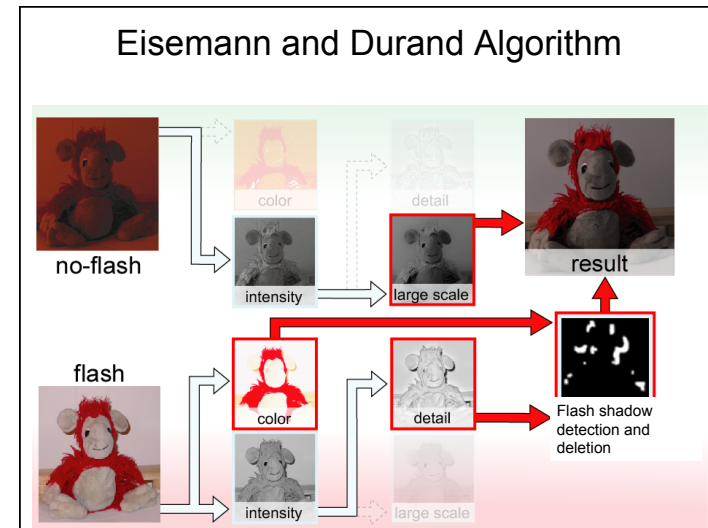 Eisemann and Durand Algorithm
no-flash
color
intensity
detail
large scale
result
flash
color
intensity
detail
large scale
Flash shadow
detection and
deletion